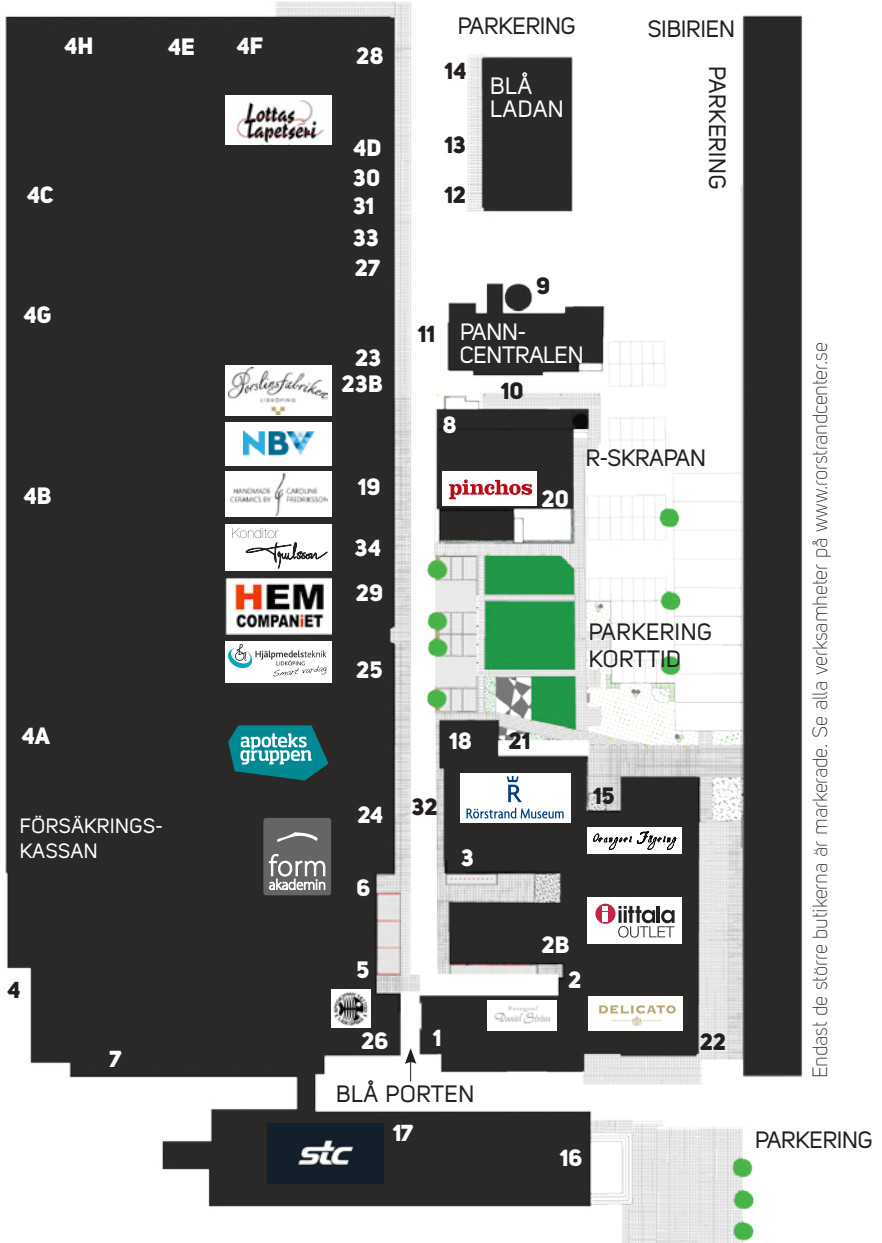 PARKERING
SIBIRIEN
4H
4E
4F
28
14
BLÅ
LADAN
PARKERING
Lottas
Tapetseri
4D
13
30
4C
12
31
33
27
9
4G
11
PANN-
CENTRALEN
23
Porslinsfabriken
LIDKÖPING
23B
10
8
NBV
R-SKRAPAN
HANDMADE
CERAMICS BY
CAROLINE
FREDRIKSSON
19
pinchos
20
4B
Konditor
34
HEM
COMPANiET
29
PARKERING
KORTTID
Hjälpmedelsteknik
LIDKÖPING
Smart vardag
25
4A
apoteks
gruppen
18
21
R
Rörstrand Museum
15
32
24
FÖRSÄKRINGS-
KASSAN
form
akademin
3
6
iittala
OUTLET
2B
5
4
2
Fotograf
Daniel Ström
DELICATO
26
1
22
7
BLÅ PORTEN
stc
17
16
PARKERING
Endast de större butikerna är markerade. Se alla verksamheter på www.rorstrandcenter.se